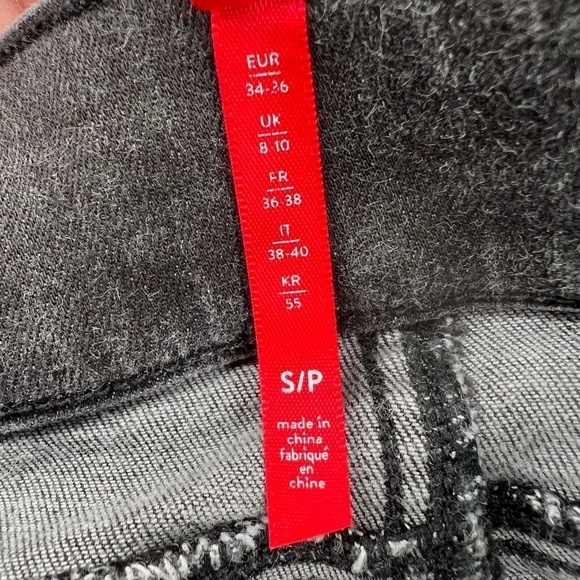 EUR
34-36
UK
8-10
FR
36-38
IT
38-40
KR
55
S/P
made in
china
fabriqué
en
chine